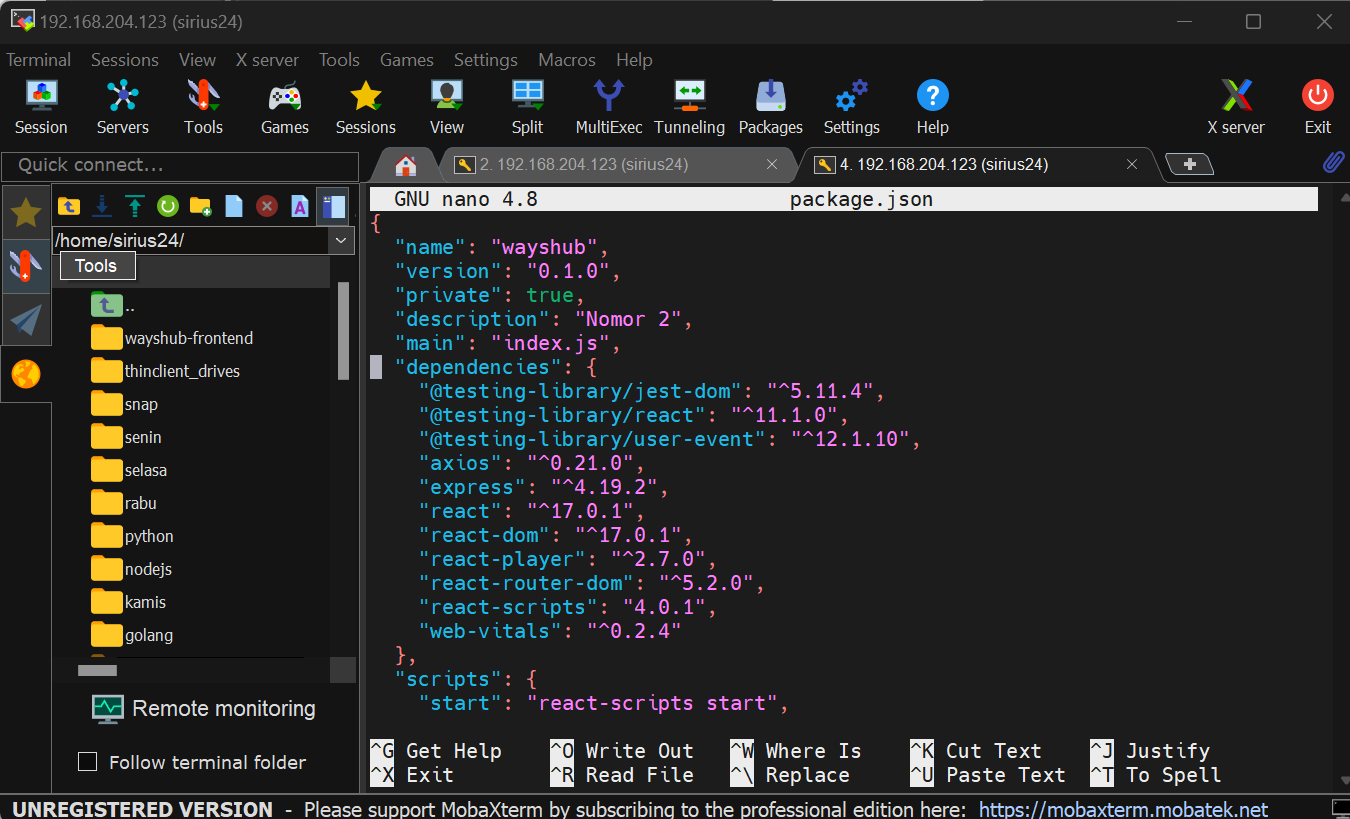 192.168.204.123 (sirius24)
Terminal Sessions View X server Tools Games Settings Macros Help
Session Servers Tools Games Sessions View Split MultiExec Tunneling Packages Settings Help X server Exit
Quick connect...
2. 192.168.204.123 (sirius24)
4. 192.168.204.123 (sirius24)
/home/sirius24/
Tools
..
wayshub-frontend
thinclient_drives
snap
senin
selasa
rabu
python
nodejs
kamis
golang
Remote monitoring
Follow terminal folder
GNU nano 4.8 package.json
{
"name": "wayshub",
"version": "0.1.0",
"private": true,
"description": "Nomor 2",
"main": "index.js",
"dependencies": {
"@testing-library/jest-dom": "^5.11.4",
"@testing-library/react": "^11.1.0",
"@testing-library/user-event": "^12.1.10",
"axios": "^0.21.0",
"express": "^4.19.2",
"react": "^17.0.1",
"react-dom": "^17.0.1",
"react-player": "^2.7.0",
"react-router-dom": "^5.2.0",
"react-scripts": "4.0.1",
"web-vitals": "^0.2.4"
},
"scripts": {
"start": "react-scripts start",
^G Get Help ^O Write Out ^W Where Is ^K Cut Text ^J Justify
^X Exit ^R Read File ^\ Replace ^U Paste Text ^T To Spell
UNREGISTERED VERSION - Please support MobaXterm by subscribing to the professional edition here: https://mobaxterm.mobatek.net